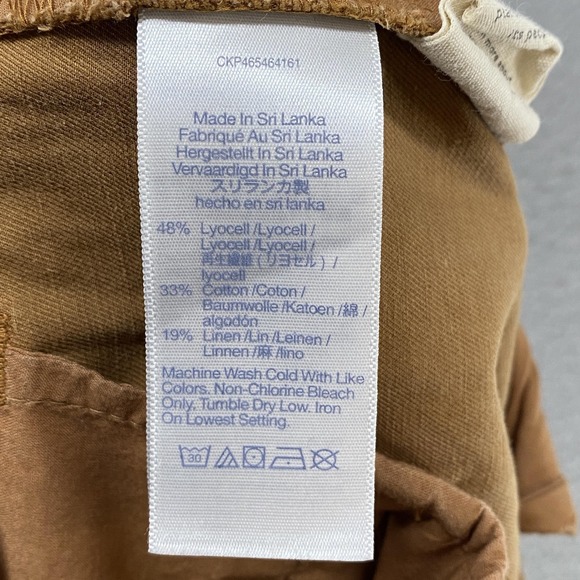 CKP465464161
Made In Sri Lanka
Fabriqué Au Sri Lanka
Hergestellt In Sri Lanka
Vervaardigd In Sri Lanka
スリランカ製
hecho en sri lanka
48% Lyocell /Lyocell /
Lyocell /Lyocell /
再生繊維 (リヨセル) /
lyocell
33% Cotton /Coton /
Baumwolle /Katoen /綿 /
algodón
19% Linen /Lin /Leinen /
Linnen /麻 /lino
Machine Wash Cold With Like
Colors. Non-Chlorine Bleach
Only. Tumble Dry Low. Iron
On Lowest Setting.
30